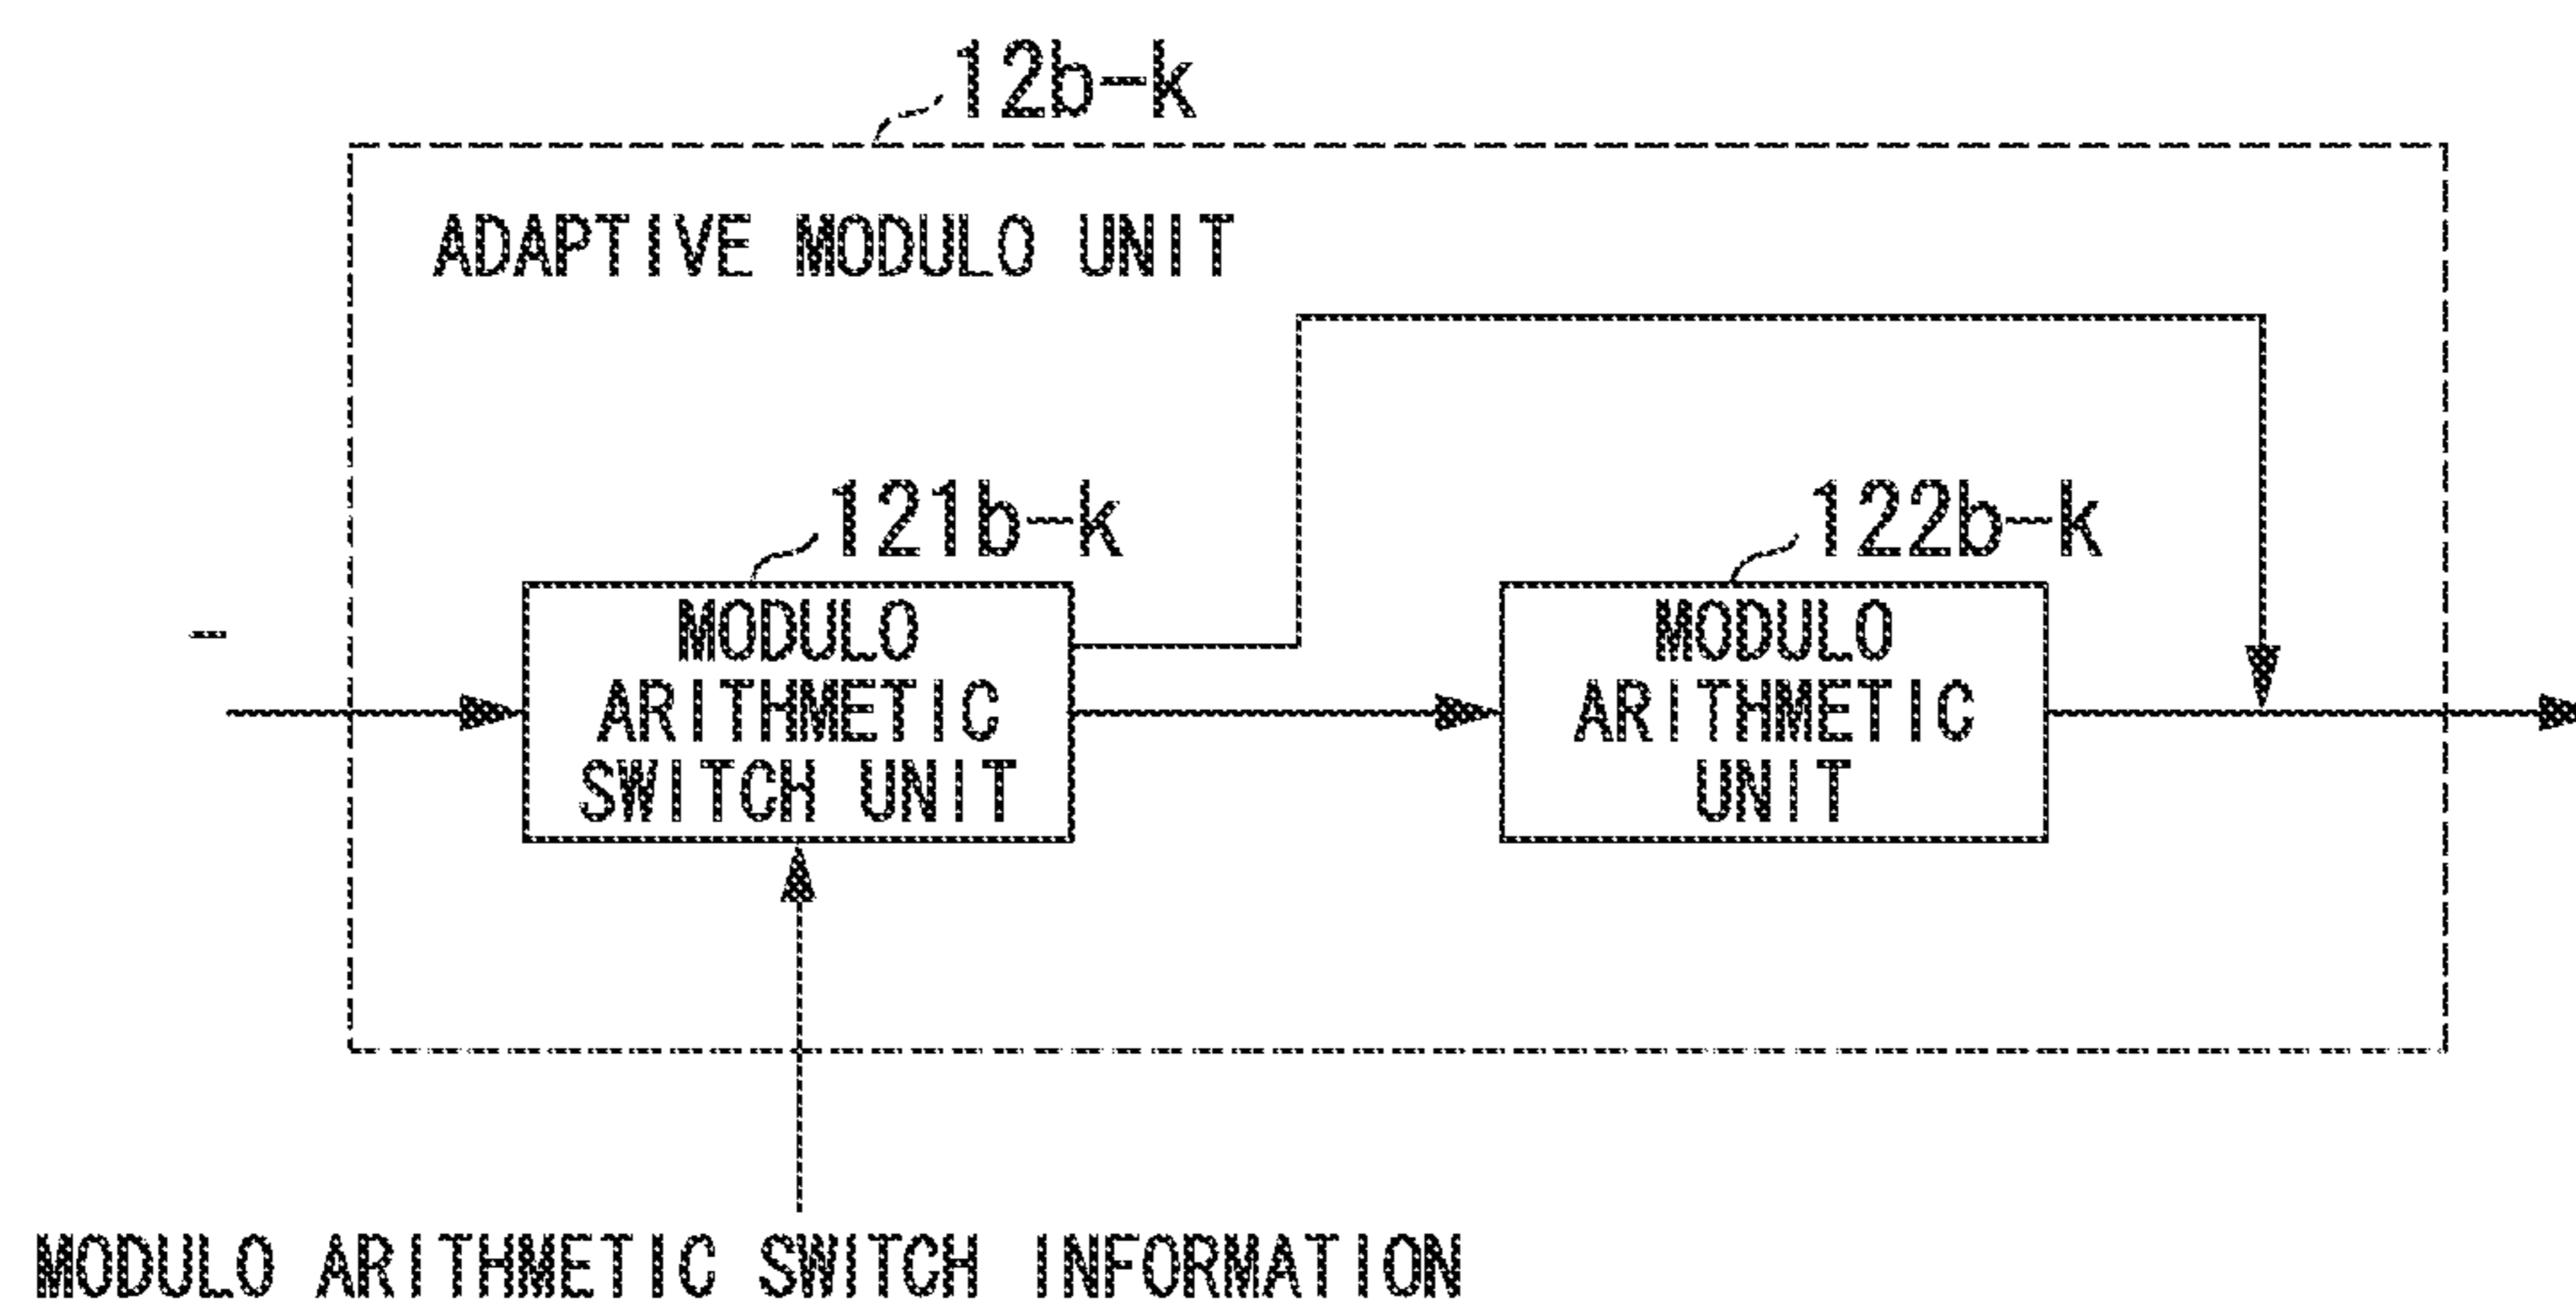 12b-k
ADAPTIVE MODULO UNIT
121b-k
122b-k
MODULO
ARITHMETIC
SWITCH UNIT
MODULO
ARITHMETIC
UNIT
MODULO ARITHMETIC SWITCH INFORMATION